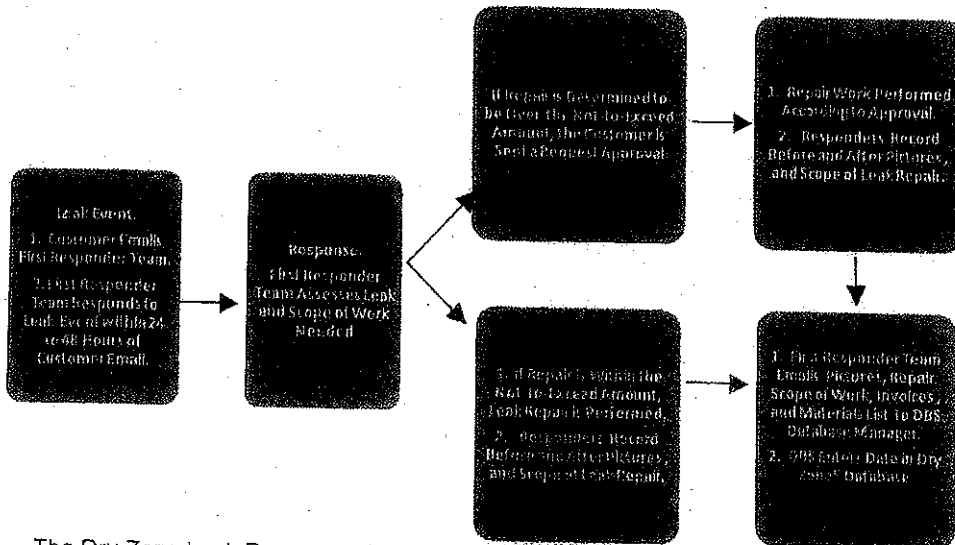 Leak Event.
1. Customer Emails
First Responder Team.
2. First Responder
Team Responds to
Leak Event within 24
to 48 Hours of
Customer Email.
Response.
First Responder
Team Assesses Leak
and Scope of Work
Needed
If Repair is Determined to
be Over the Not-To-Exceed
Amount, the Customer is
Sent a Request Approval
1. Repair Work Performed
According to Approval.
2. Responders Record
Before and After Pictures,
and Scope of Leak Repair.
1. If Repair is Within the
Not-To-Exceed Amount,
Leak Repair is Performed.
2. Responders Record
Before and After Pictures,
and Scope of Leak Repair.
1. First Responder Team
Emails Pictures, Repair
Scope of Work, Invoices,
and Materials List To DBS
Database Manager.
2. DBS Enters Data in Dry
Zone Database
The Dry Zone